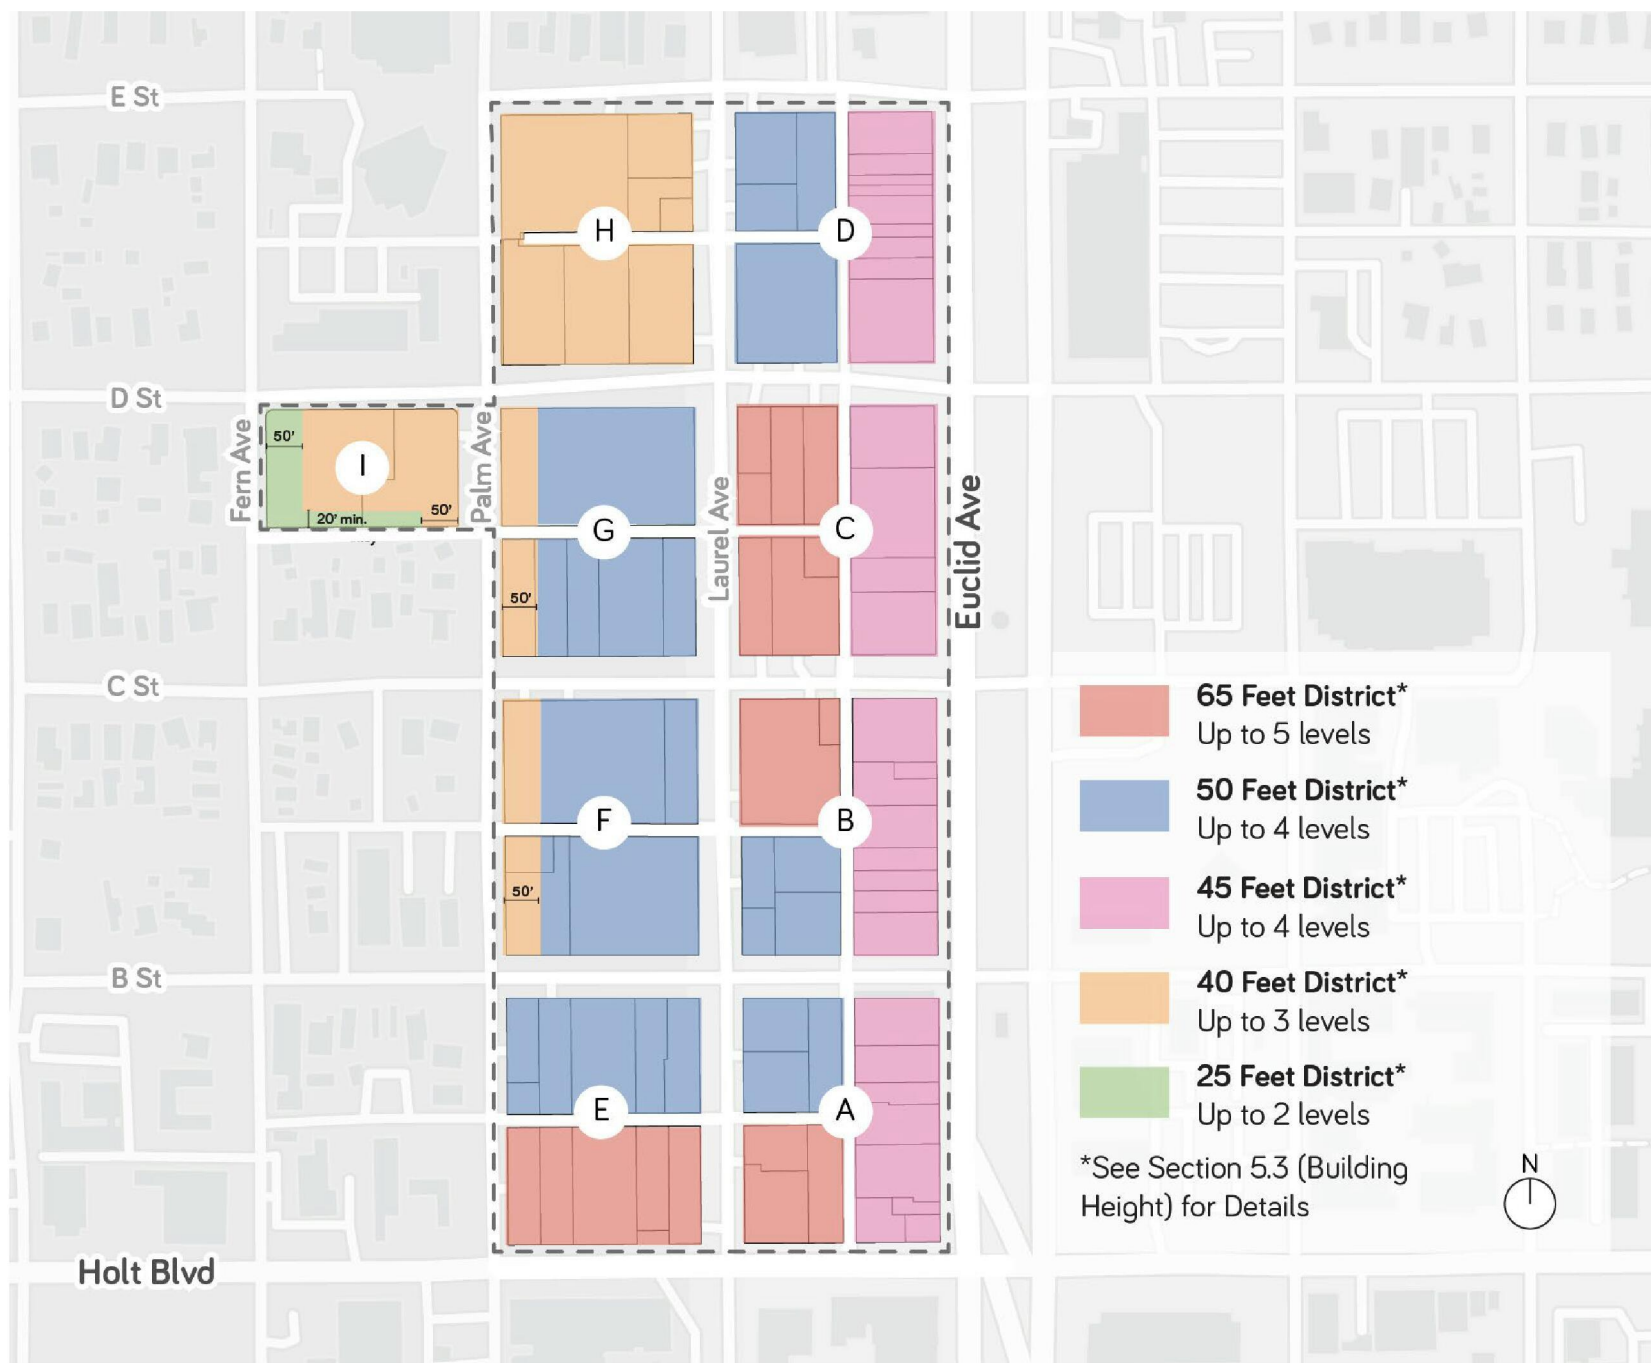 E St
H
D
D St
Fern Ave
50'
I
20' min.
50'
Palm Ave
G
50'
Laurel Ave
C
Euclid Ave
C St
F
50'
B
B St
E
A
Holt Blvd
65 Feet District*
Up to 5 levels
50 Feet District*
Up to 4 levels
45 Feet District*
Up to 4 levels
40 Feet District*
Up to 3 levels
25 Feet District*
Up to 2 levels
*See Section 5.3 (Building
Height) for Details
N